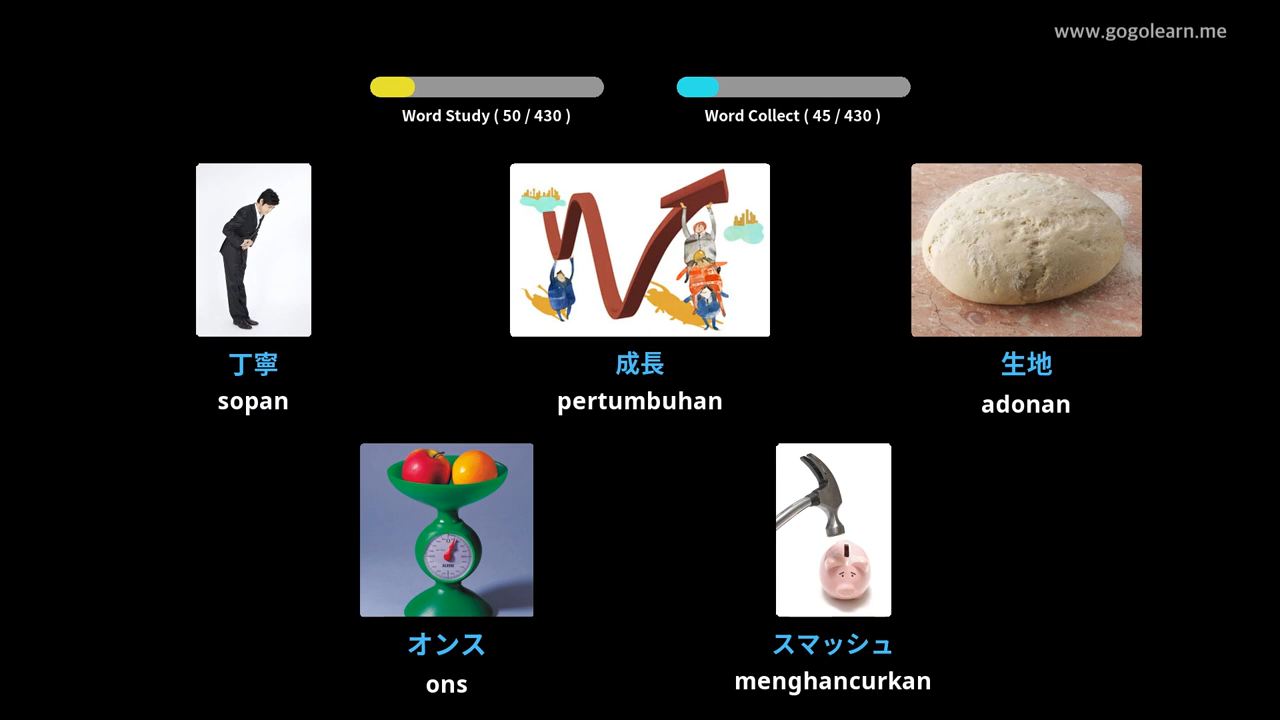 www.gogolearn.me
Word Study ( 50 / 430 )
Word Collect ( 45 / 430 )
丁寧
sopan
成長
pertumbuhan
生地
adonan
オンス
ons
スマッシュ
menghancurkan